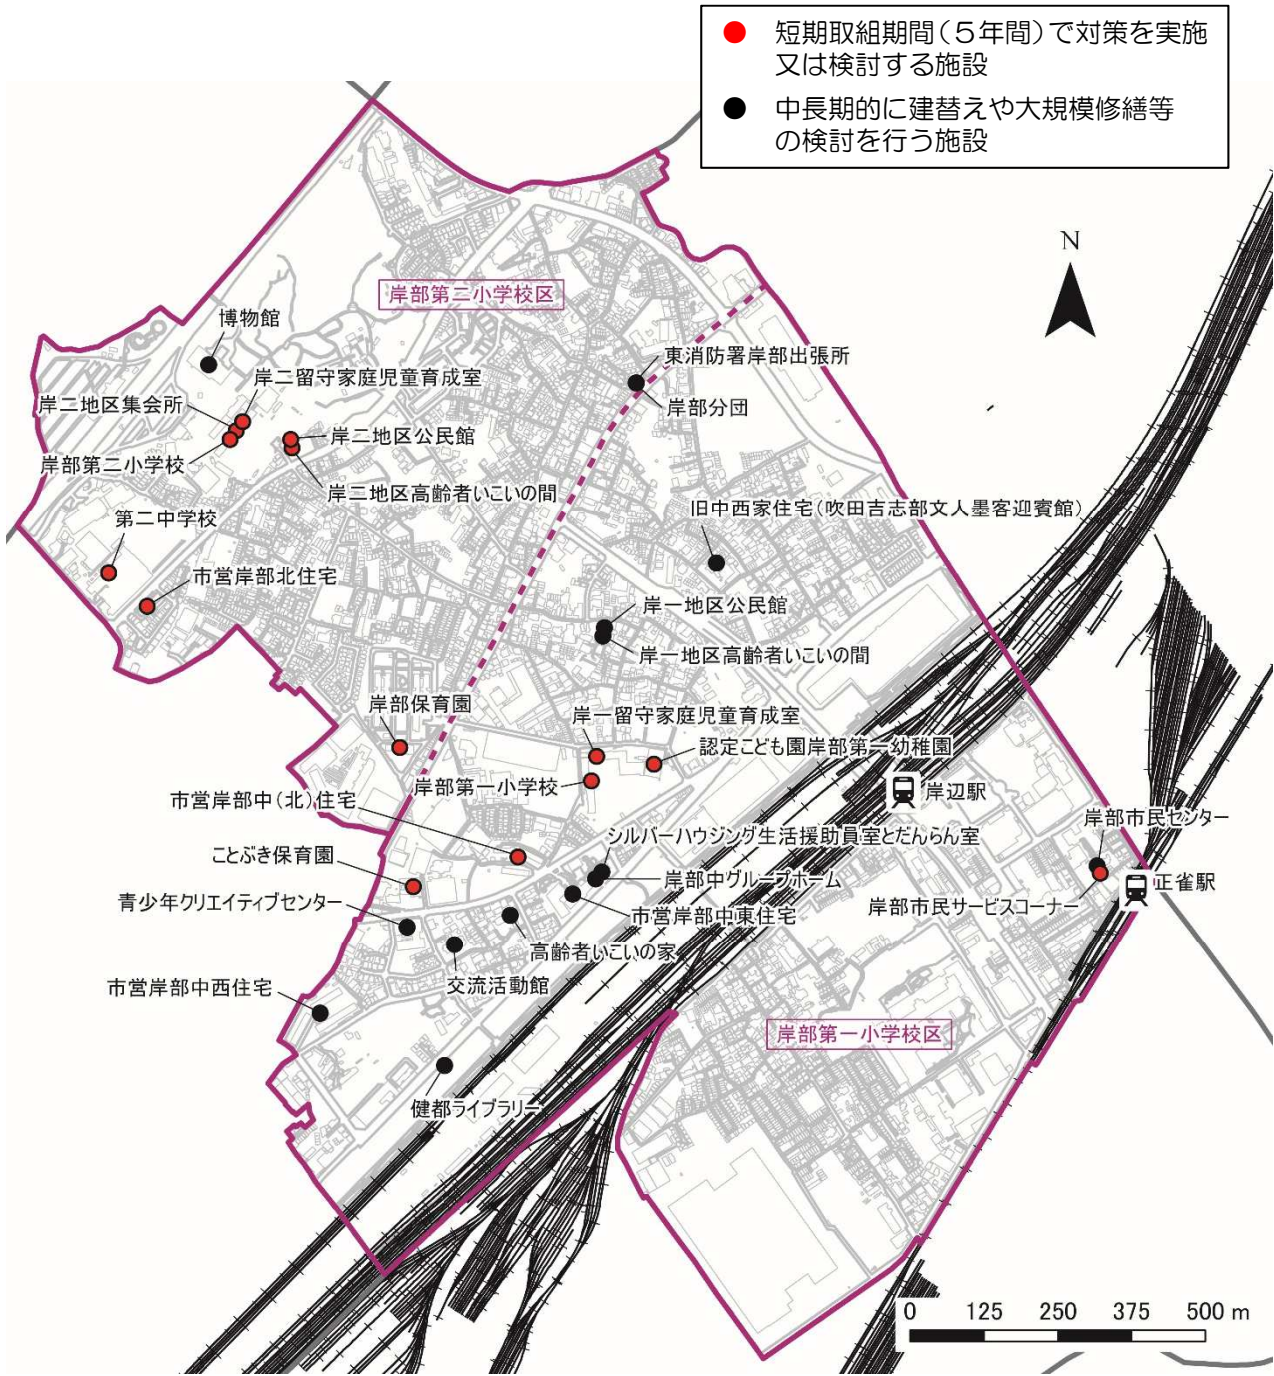 短期取組期間(5年間)で対策を実施
又は検討する施設
中長期的に建替えや大規模修繕等
の検討を行う施設
N
岸部第二小学校区
博物館
東消防署岸部出張所
岸二留守家庭児童育成室
岸二地区集会所
岸部分団
岸二地区公民館
岸部第二小学校
岸二地区高齢者いこいの間
旧中西家住宅(吹田吉志部文人墨客迎賓館)
第二中学校
市営岸部北住宅
岸一地区公民館
岸一地区高齢者いこいの間
岸部保育園
岸一留守家庭児童育成室
認定こども園岸部第一幼稚園
岸部第一小学校
岸辺駅
市営岸部中(北)住宅
岸部市民センター
シルバーハウジング生活援助員室とだんらん室
ことぶき保育園
岸部中グループホーム
正雀駅
青少年クリエイティブセンター
岸部市民サービスコーナー
市営岸部中東住宅
高齢者いこいの家
交流活動館
市営岸部中西住宅
岸部第一小学校区
健都ライブラリー
0 125 250 375 500 m